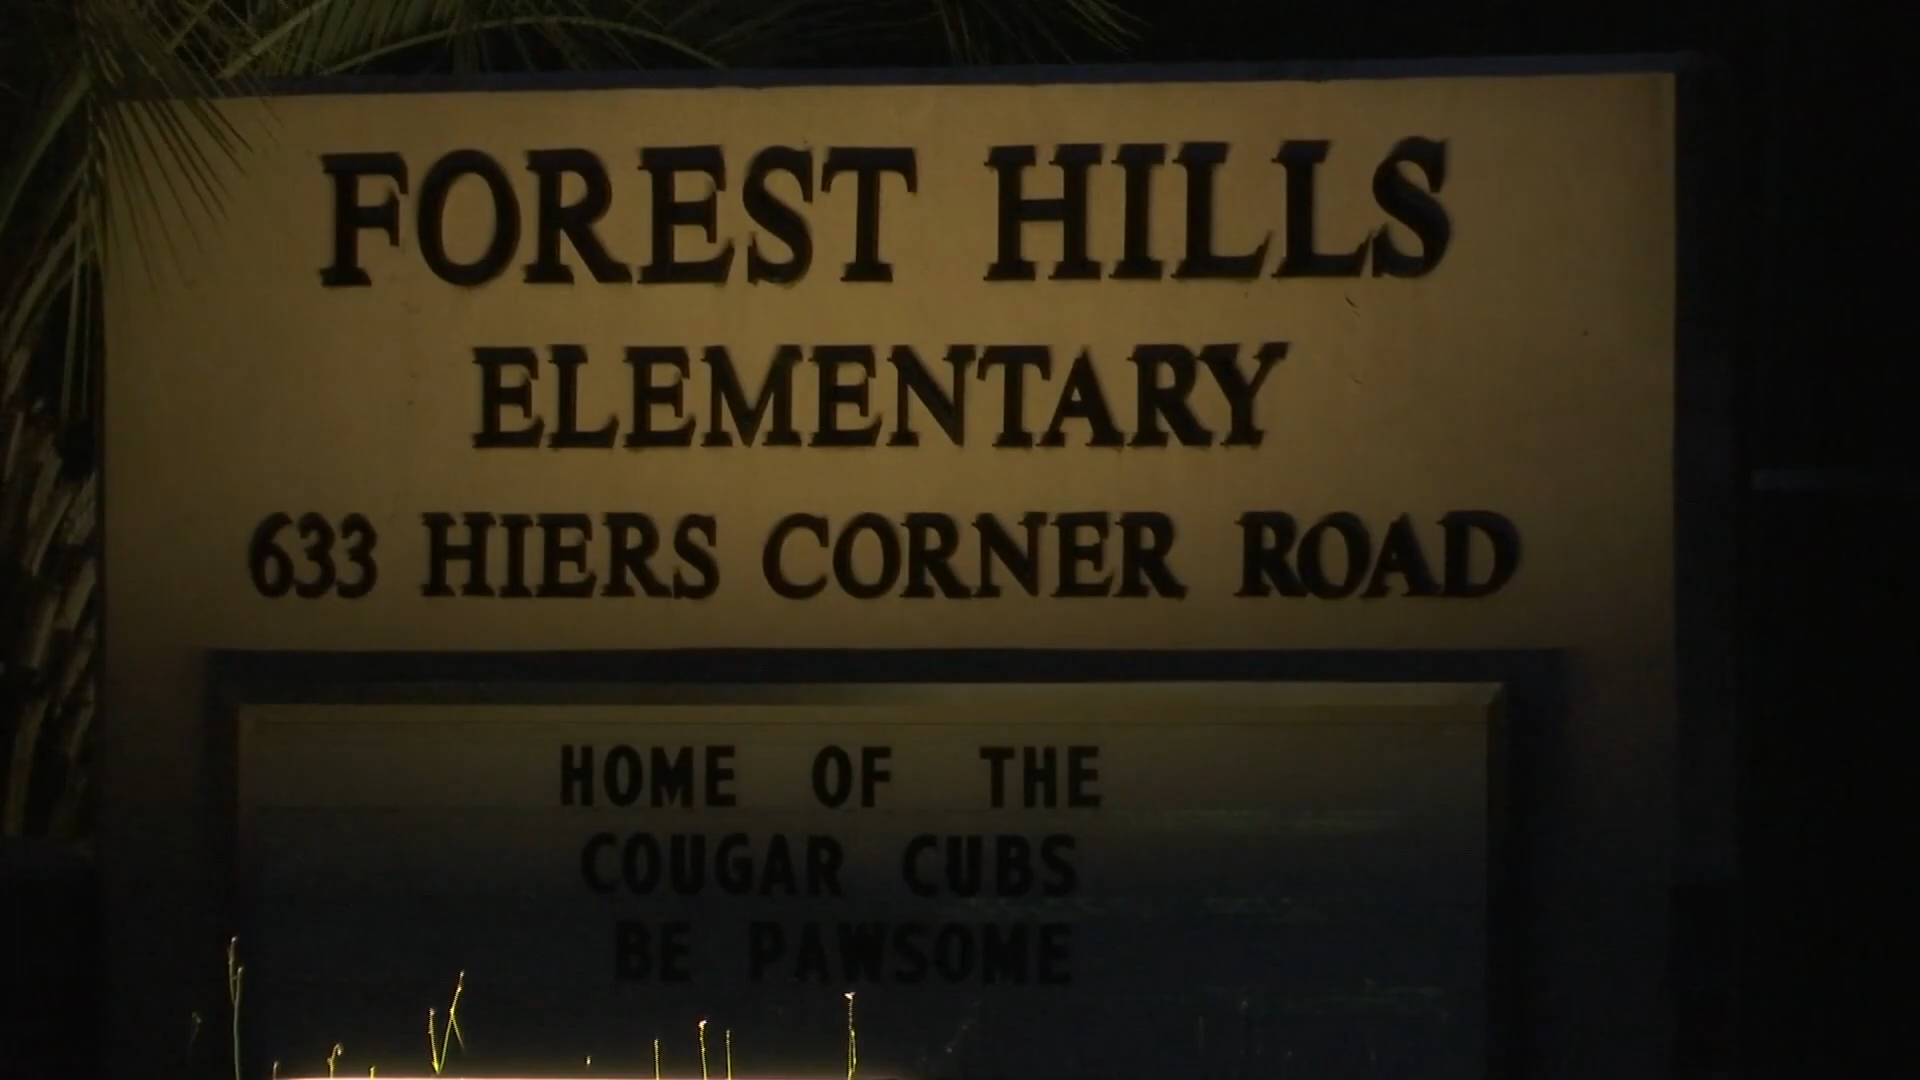 FOREST HILLS
ELEMENTARY
633 HIERS CORNER ROAD
HOME OF THE
COUGAR CUBS
BE PAWSOME